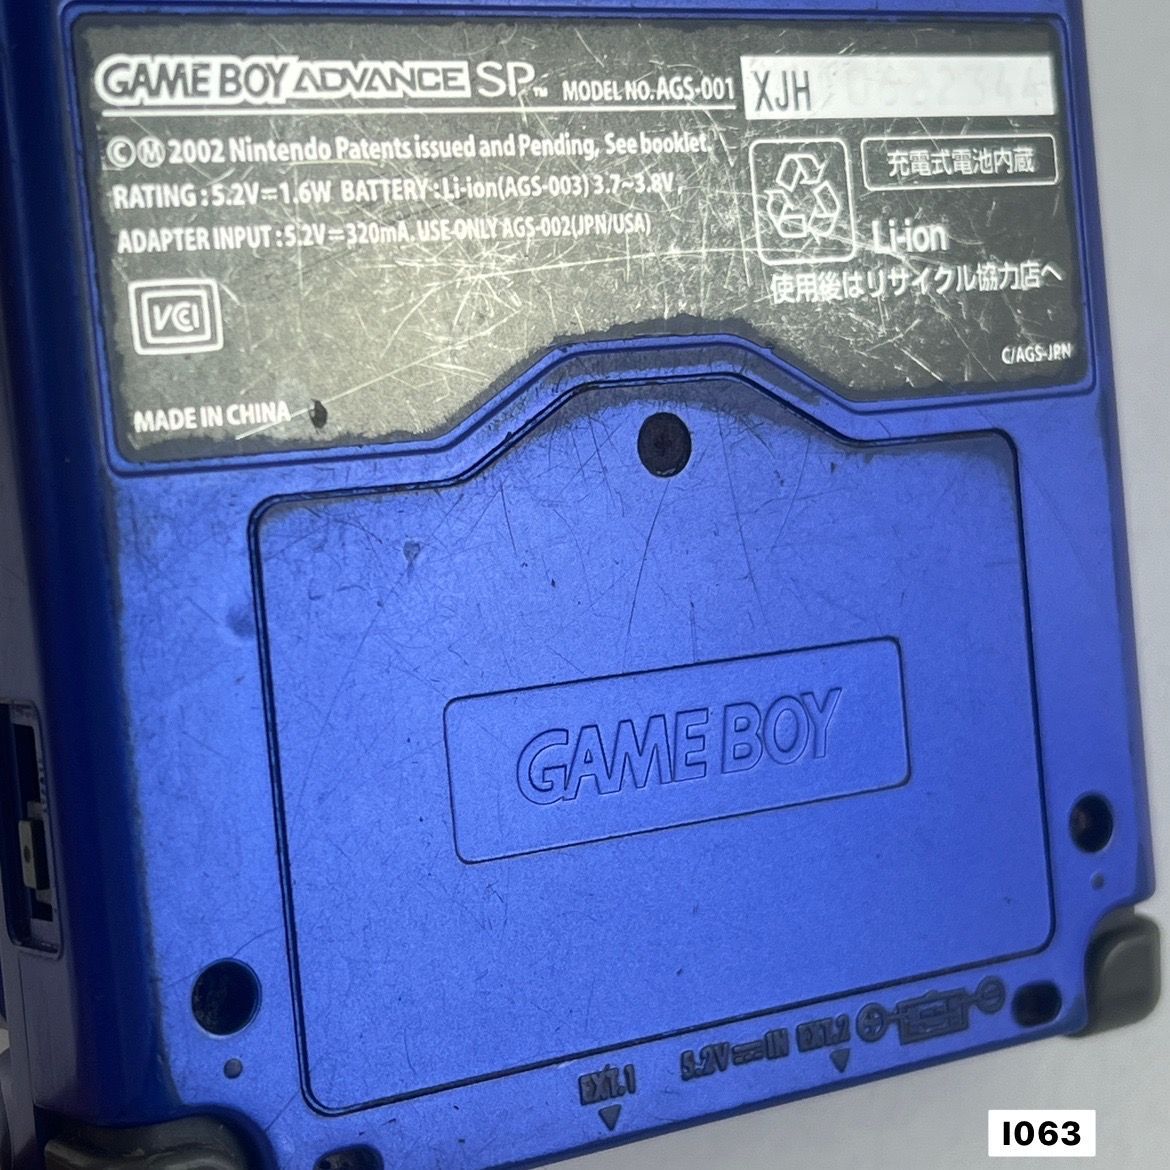 GAME BOY ADVANCE SP™ MODEL NO. AGS-001 XJH
©Ⓜ 2002 Nintendo Patents issued and Pending, See booklet.
RATING : 5.2V⎓1.6W BATTERY : Li-ion(AGS-003) 3.7~3.8V,
ADAPTER INPUT : 5.2V⎓320mA. USE ONLY AGS-002(JPN/USA)
充電式電池内蔵
Li-ion
使用後はリサイクル協力店へ
VCI
C/AGS-JPN
MADE IN CHINA
GAME BOY
EXT.1 5.2V⎓IN EXT.2
I063